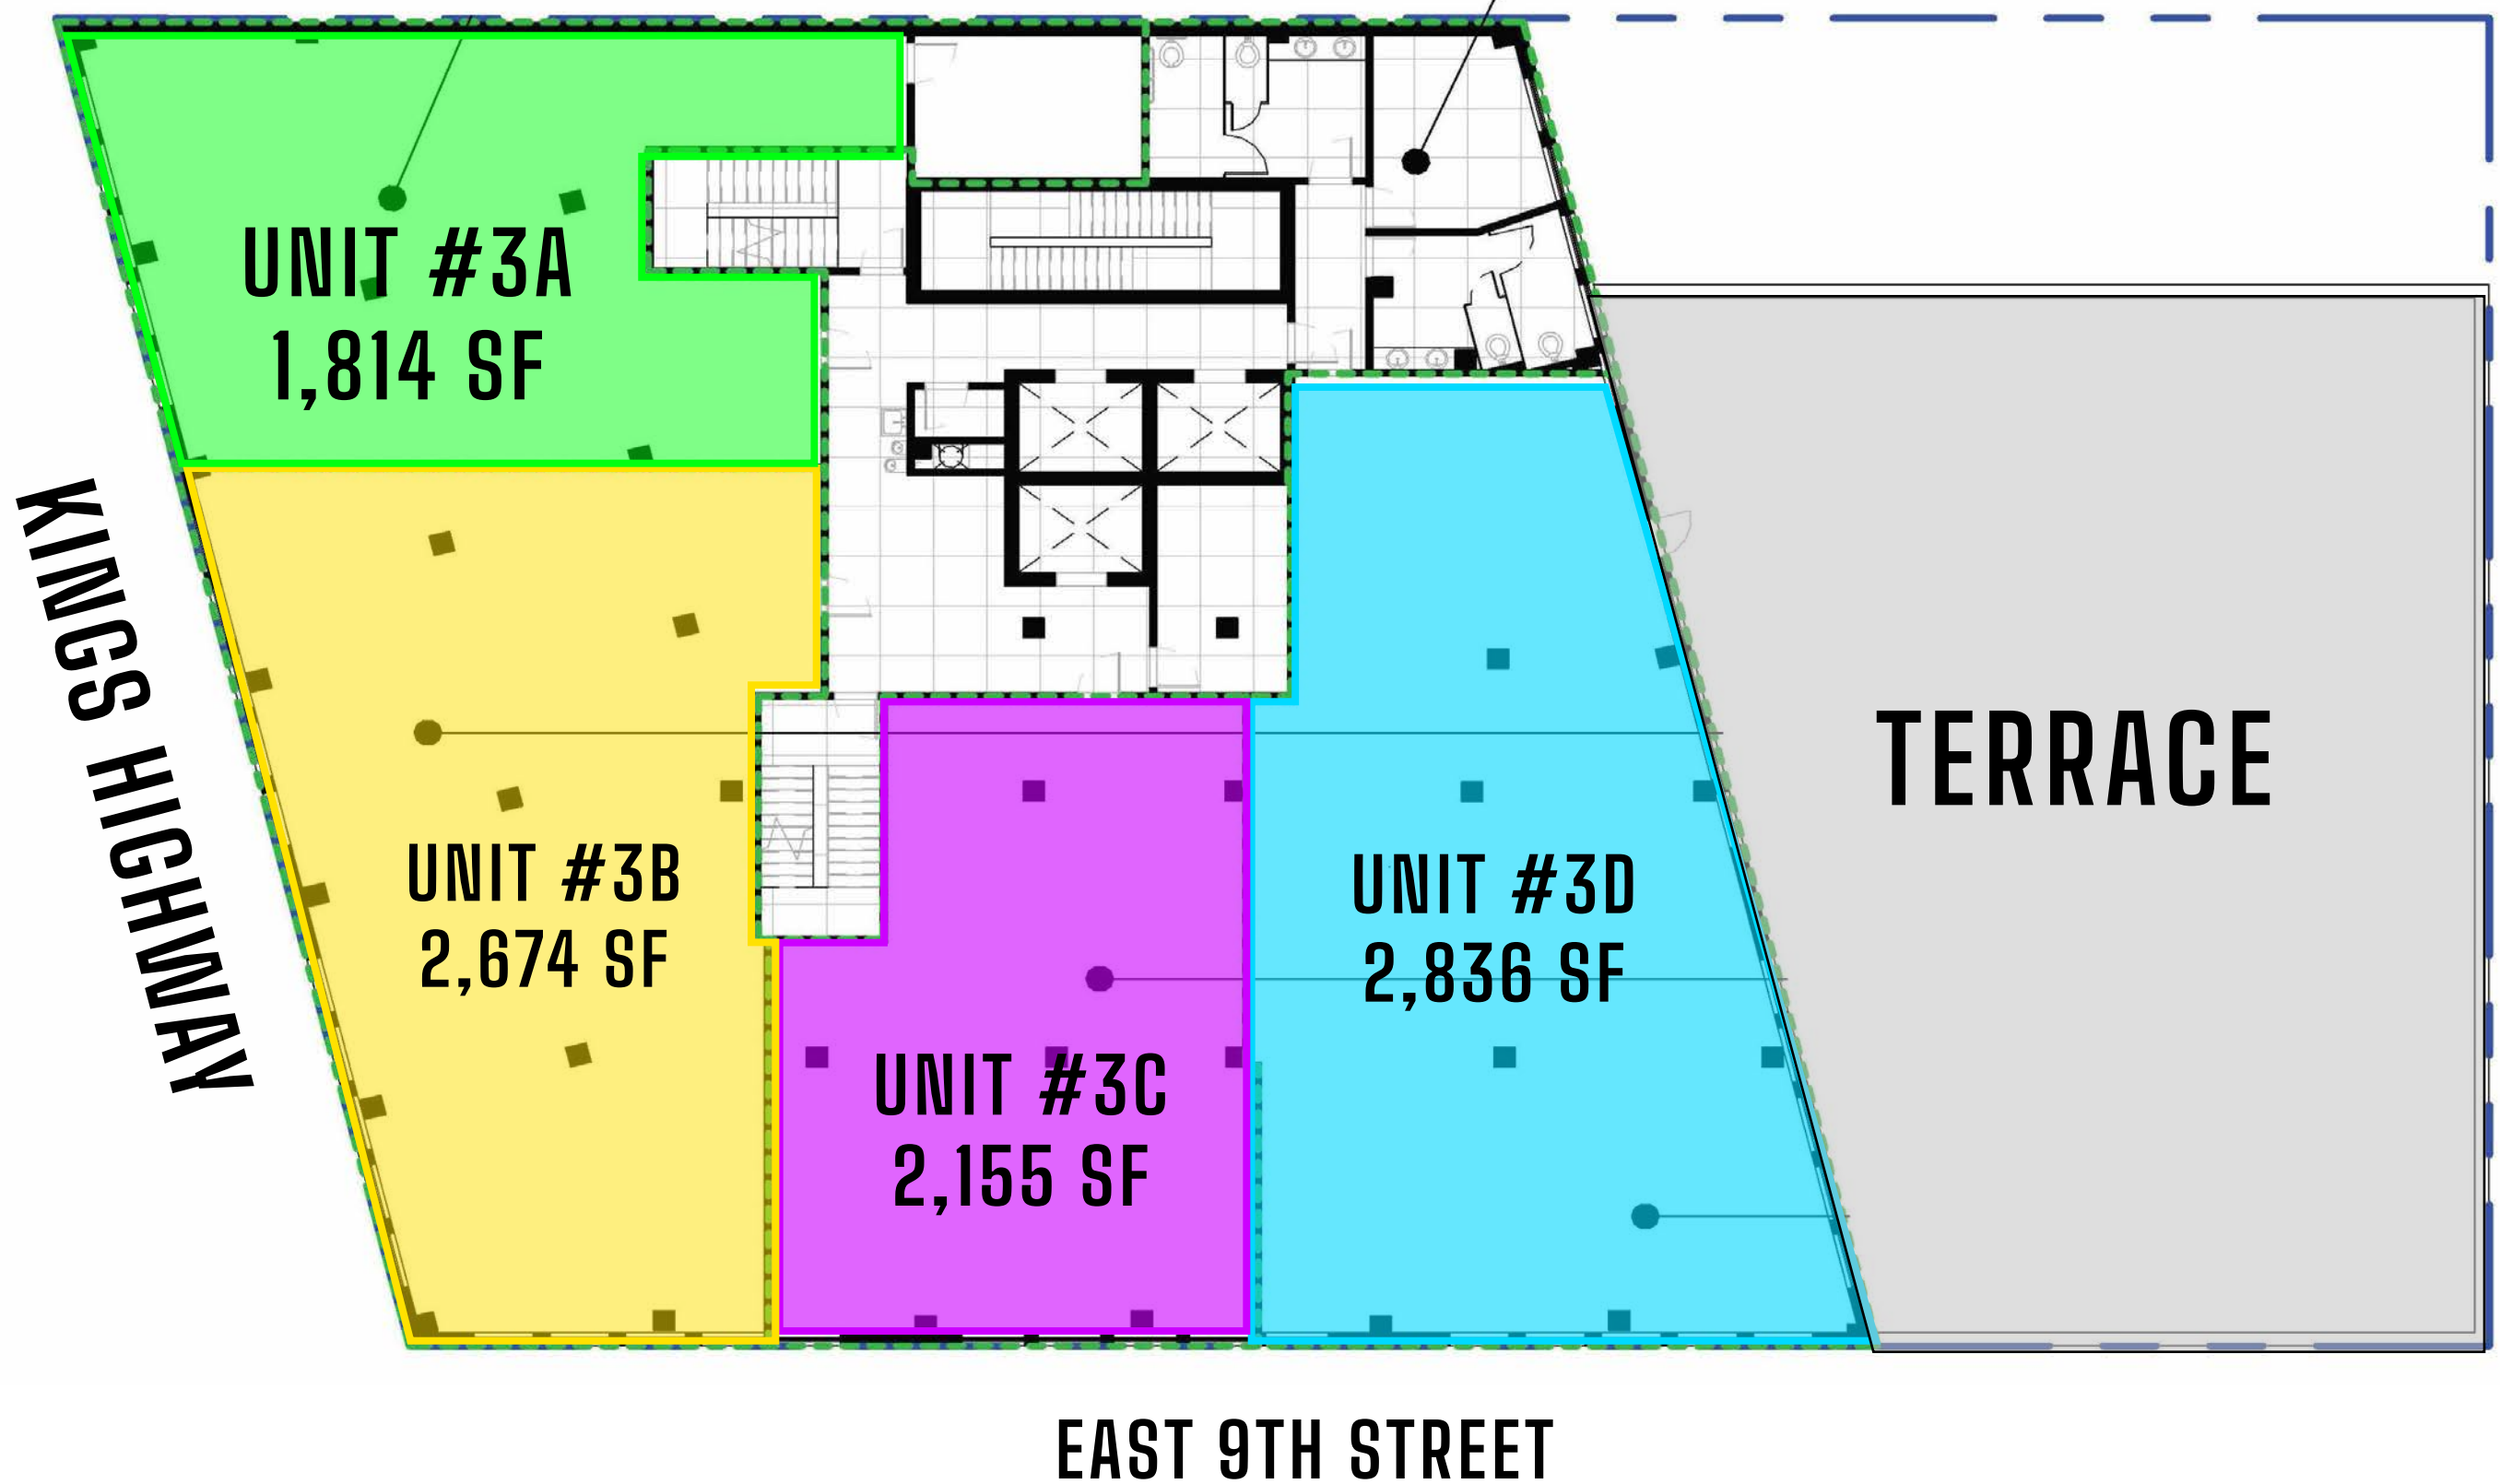 UNIT #3A
1,814 SF
KINGS HIGHWAY
UNIT #3B
2,674 SF
UNIT #3C
2,155 SF
UNIT #3D
2,836 SF
TERRACE
EAST 9TH STREET